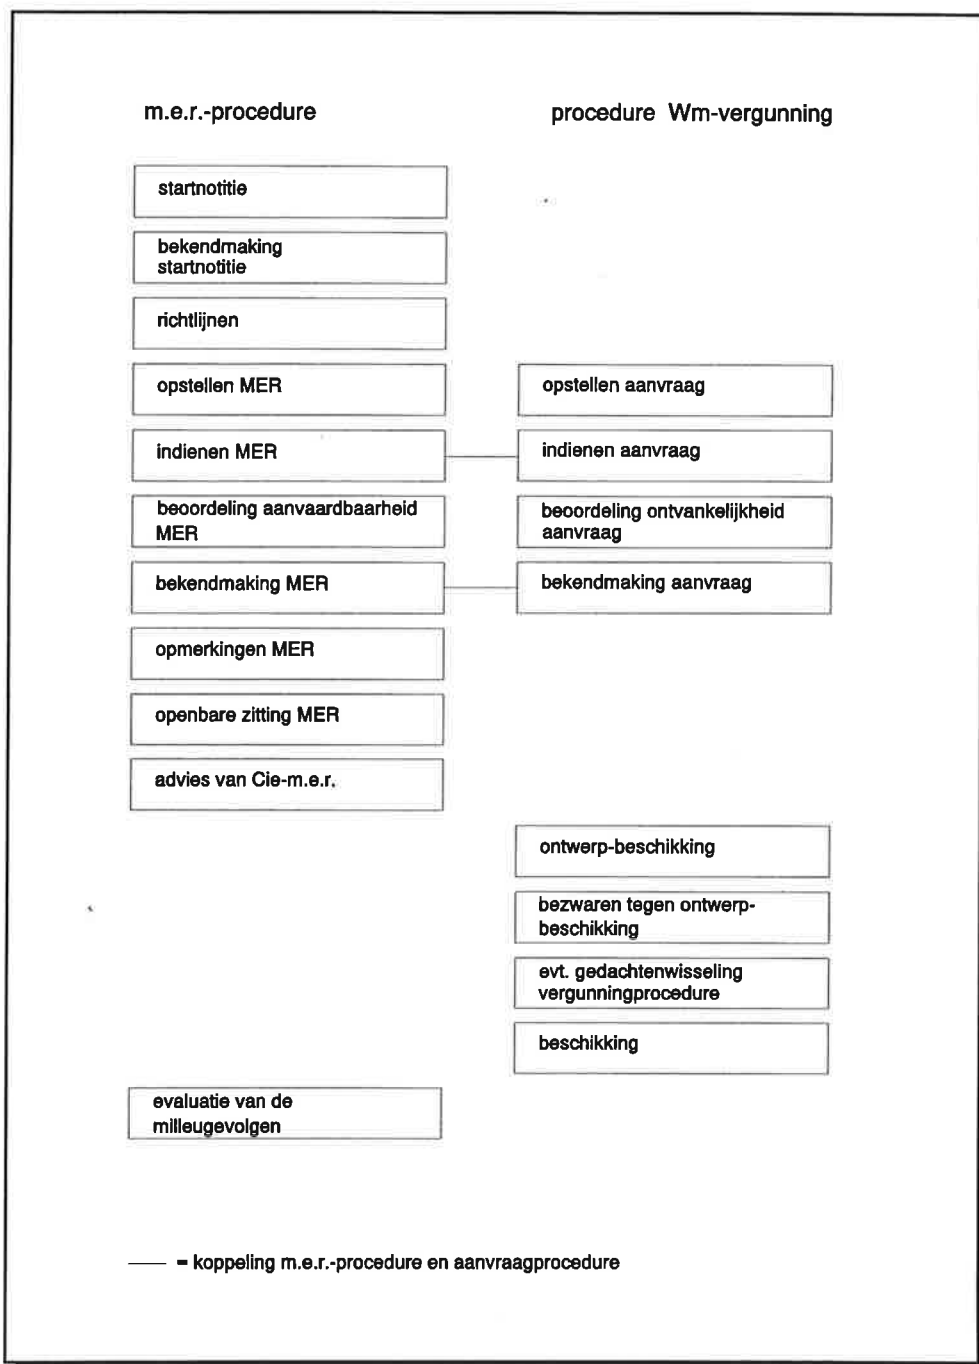 m.e.r.-procedure
procedure Wm-vergunning
startnotitie
bekendmaking
startnotitie
richtlijnen
opstellen MER
opstellen aanvraag
indienen MER
indienen aanvraag
beoordeling aanvaardbaarheid
MER
beoordeling ontvankelijkheid
aanvraag
bekendmaking MER
bekendmaking aanvraag
opmerkingen MER
openbare zitting MER
advies van Cie-m.e.r.
ontwerp-beschikking
bezwaren tegen ontwerp-
beschikking
evt. gedachtenwisseling
vergunningprocedure
beschikking
evaluatie van de
milieugevolgen
= koppeling m.e.r.-procedure en aanvraagprocedure